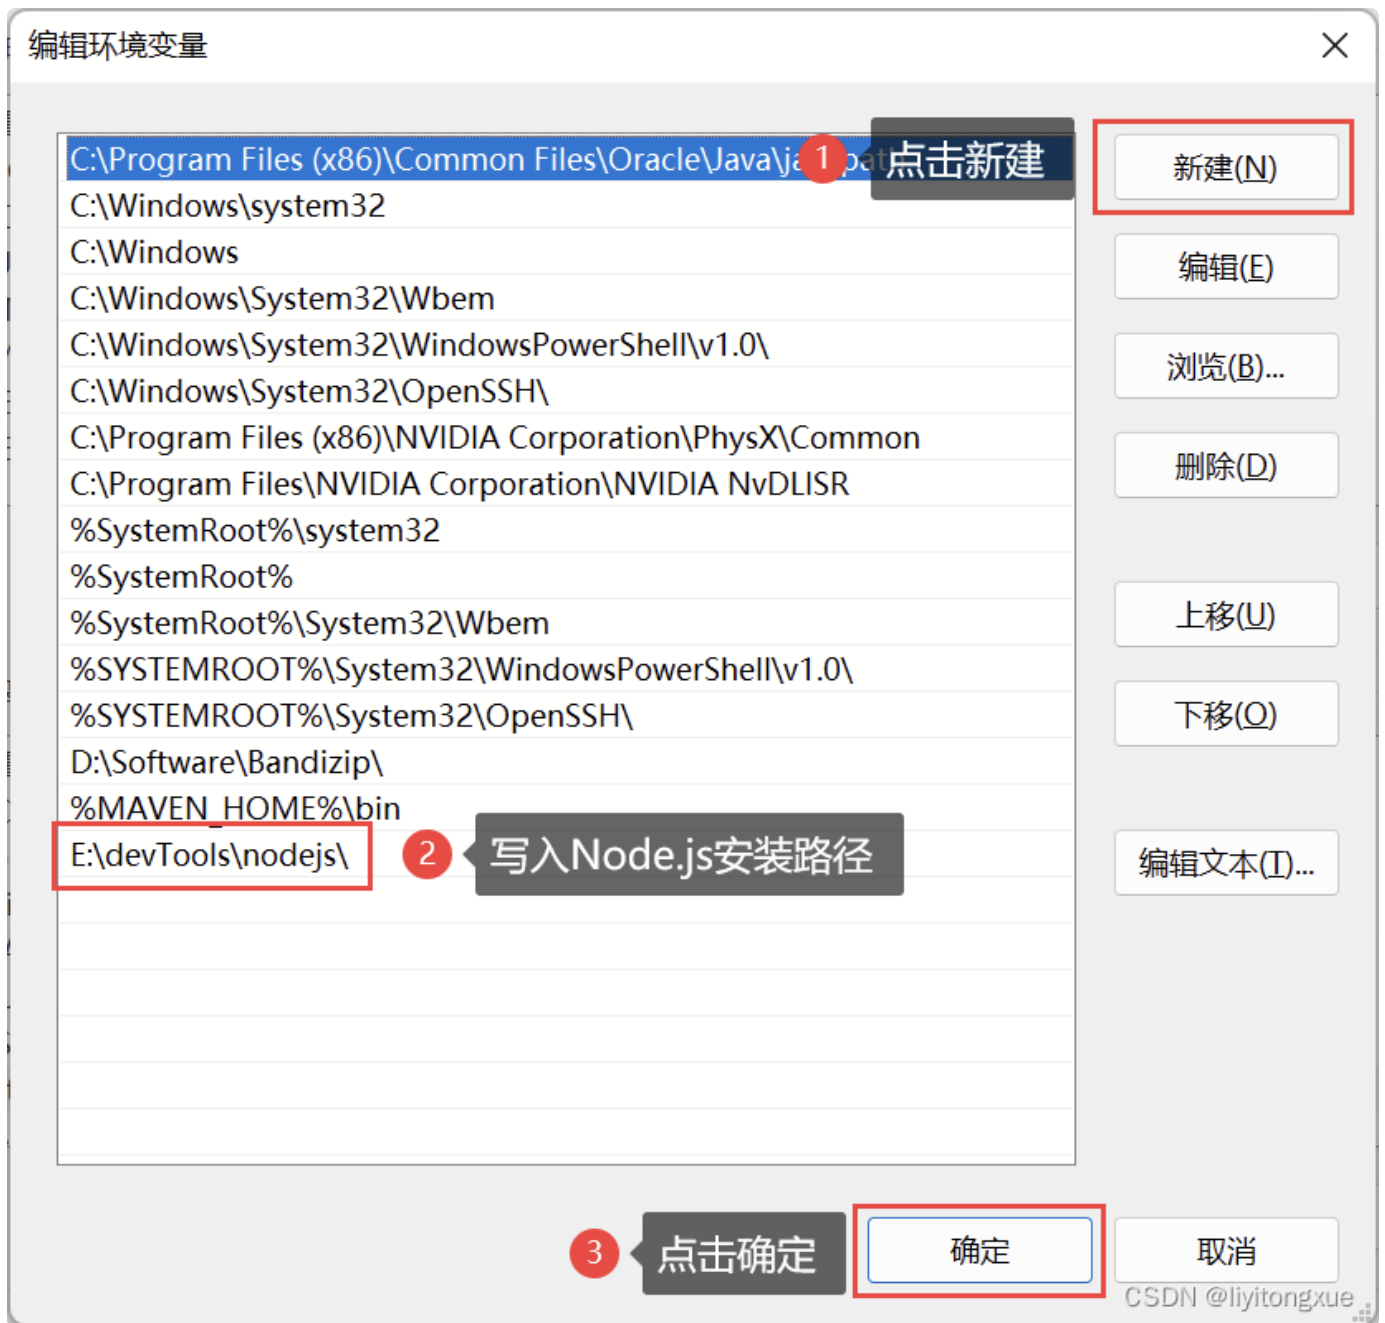 编辑环境变量
C:\Program Files (x86)\Common Files\Oracle\Java\
1
点击新建
新建(N)
C:\Windows\system32
C:\Windows
编辑(E)
C:\Windows\System32\Wbem
C:\Windows\System32\WindowsPowerShell\v1.0\
浏览(B)...
C:\Windows\System32\OpenSSH\
C:\Program Files (x86)\NVIDIA Corporation\PhysX\Common
删除(D)
C:\Program Files\NVIDIA Corporation\NVIDIA NvDLISR
%SystemRoot%\system32
%SystemRoot%
%SystemRoot%\System32\Wbem
上移(U)
%SYSTEMROOT%\System32\WindowsPowerShell\v1.0\
%SYSTEMROOT%\System32\OpenSSH\
下移(O)
D:\Software\Bandizip\
%MAVEN_HOME%\bin
E:\devTools\nodejs\
2
写入Node.js安装路径
编辑文本(T)...
3
点击确定
确定
取消
CSDN @liyitongxue